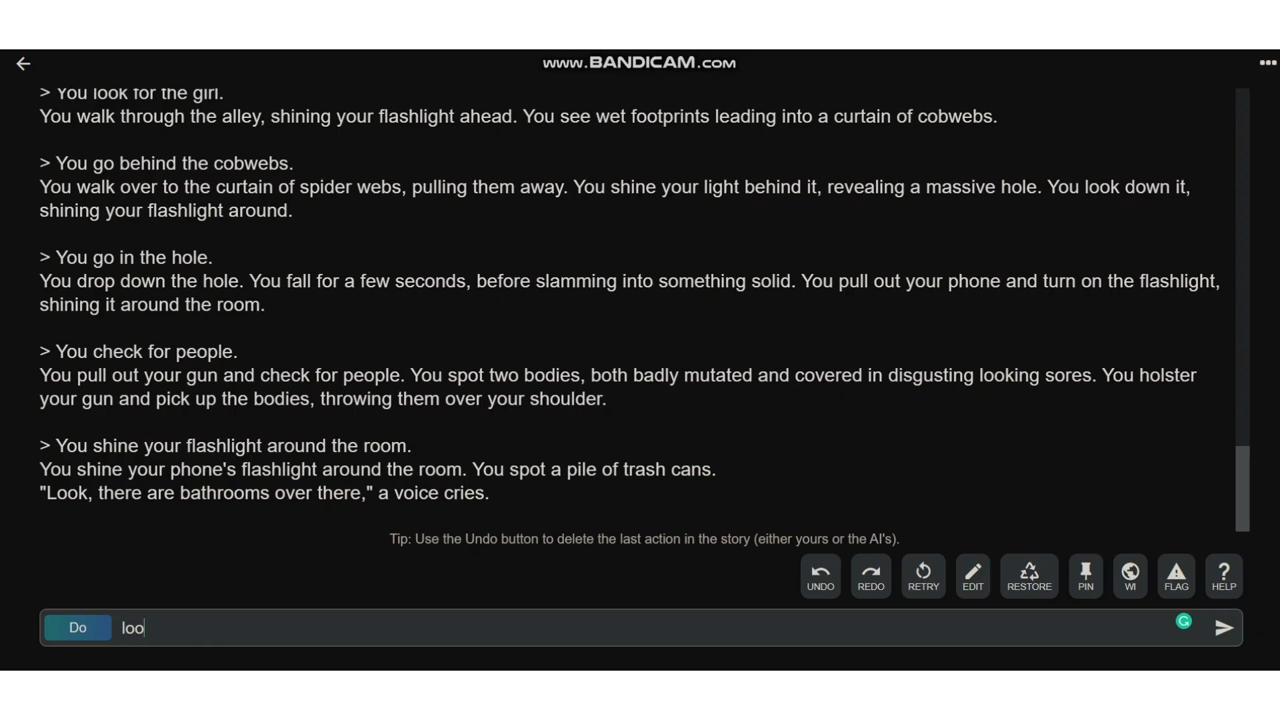 www.BANDICAM.com
> You look for the girl.
You walk through the alley, shining your flashlight ahead. You see wet footprints leading into a curtain of cobwebs.
> You go behind the cobwebs.
You walk over to the curtain of spider webs, pulling them away. You shine your light behind it, revealing a massive hole. You look down it,
shining your flashlight around.
> You go in the hole.
You drop down the hole. You fall for a few seconds, before slamming into something solid. You pull out your phone and turn on the flashlight,
shining it around the room.
> You check for people.
You pull out your gun and check for people. You spot two bodies, both badly mutated and covered in disgusting looking sores. You holster
your gun and pick up the bodies, throwing them over your shoulder.
> You shine your flashlight around the room.
You shine your phone's flashlight around the room. You spot a pile of trash cans.
"Look, there are bathrooms over there," a voice cries.
Tip: Use the Undo button to delete the last action in the story (either yours or the AI's).
UNDO REDO RETRY EDIT RESTORE PIN WI FLAG HELP
Do loo